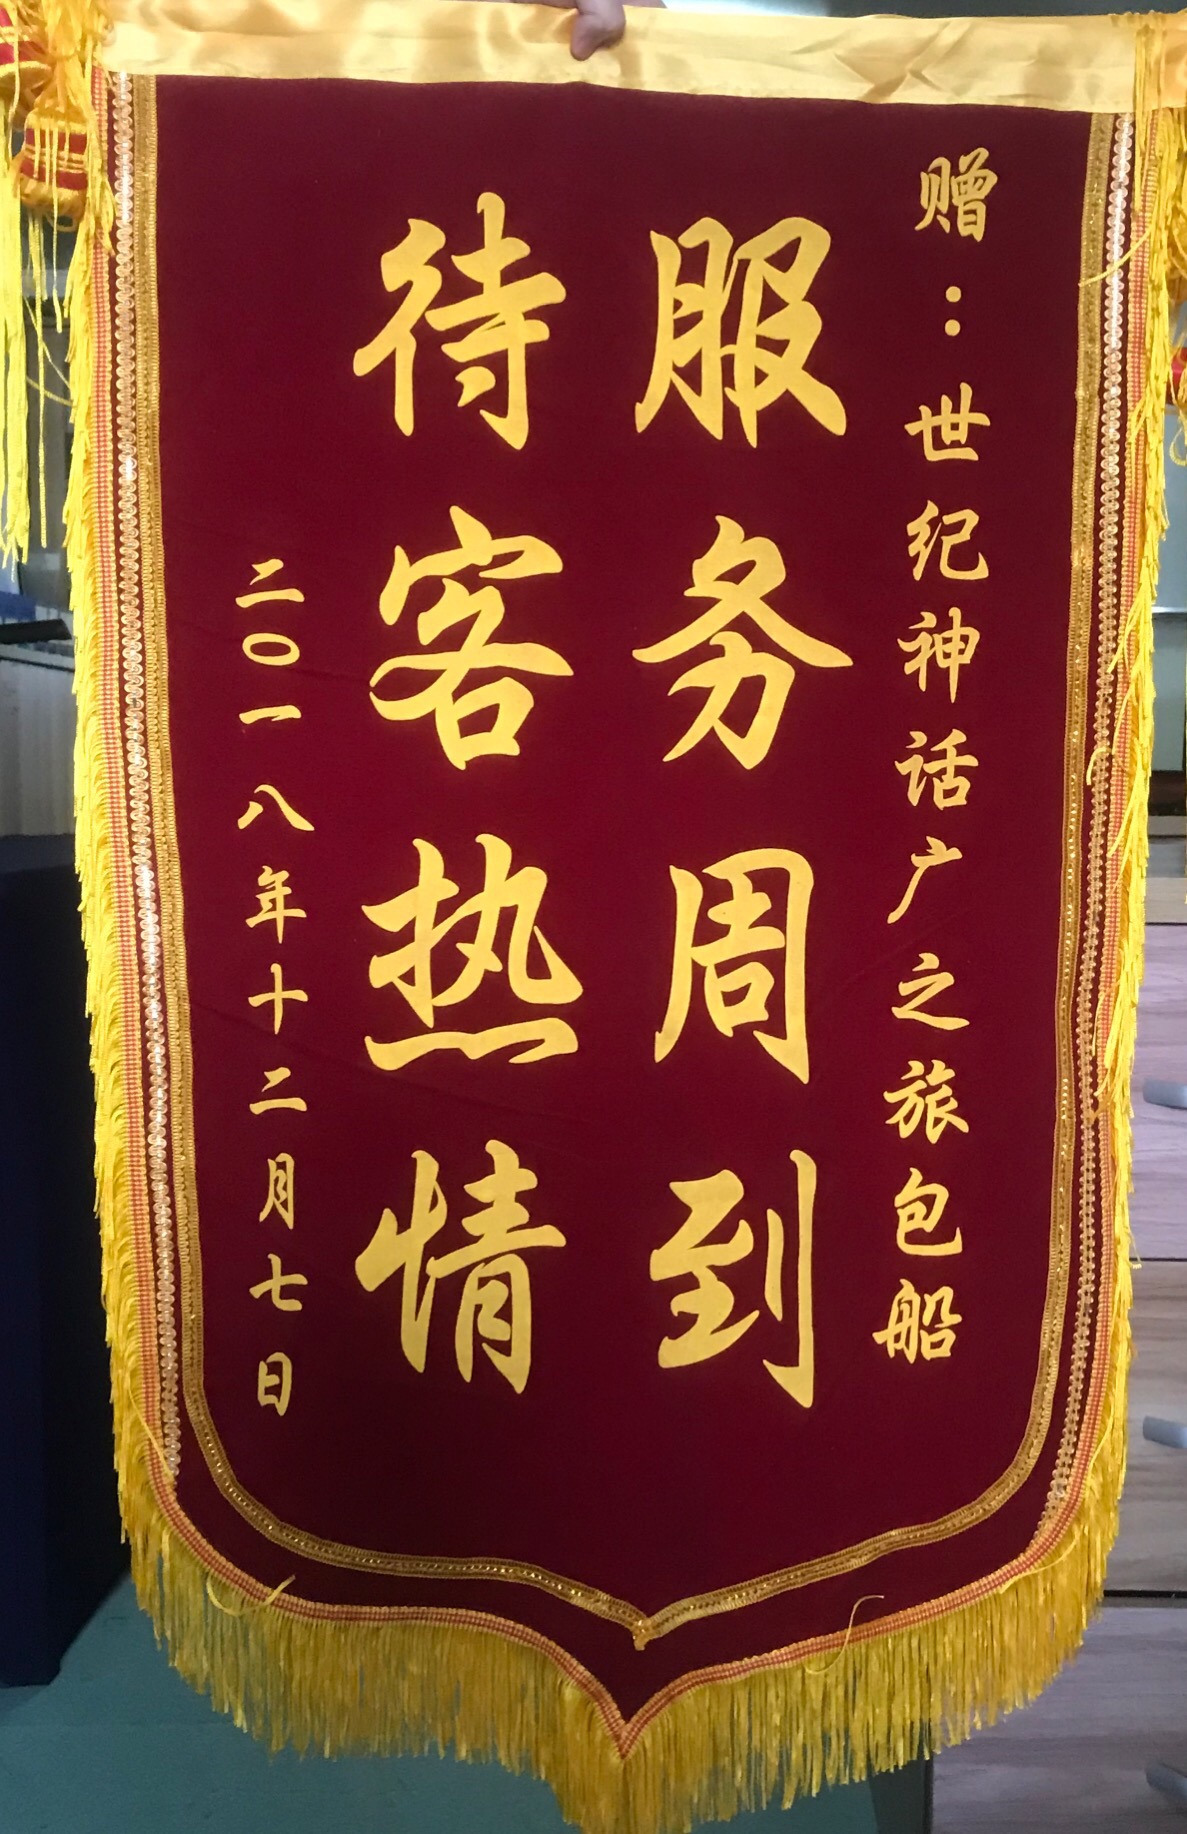 赠：世纪神话广之旅包船
服务周到
待客热情
二〇一八年十二月七日